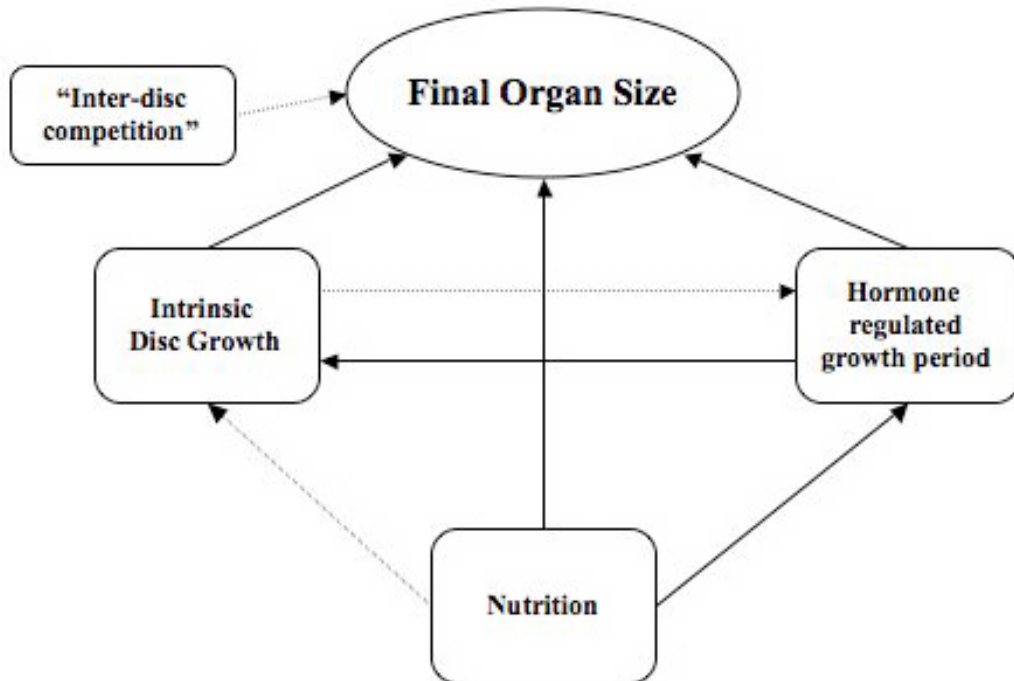 Final Organ Size
“Inter-disc
competition”
Intrinsic
Disc Growth
Hormone
regulated
growth period
Nutrition